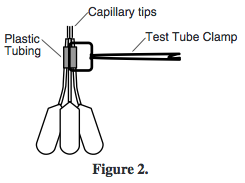 Capillary tips
Plastic
Tubing
Test Tube Clamp
Figure 2.